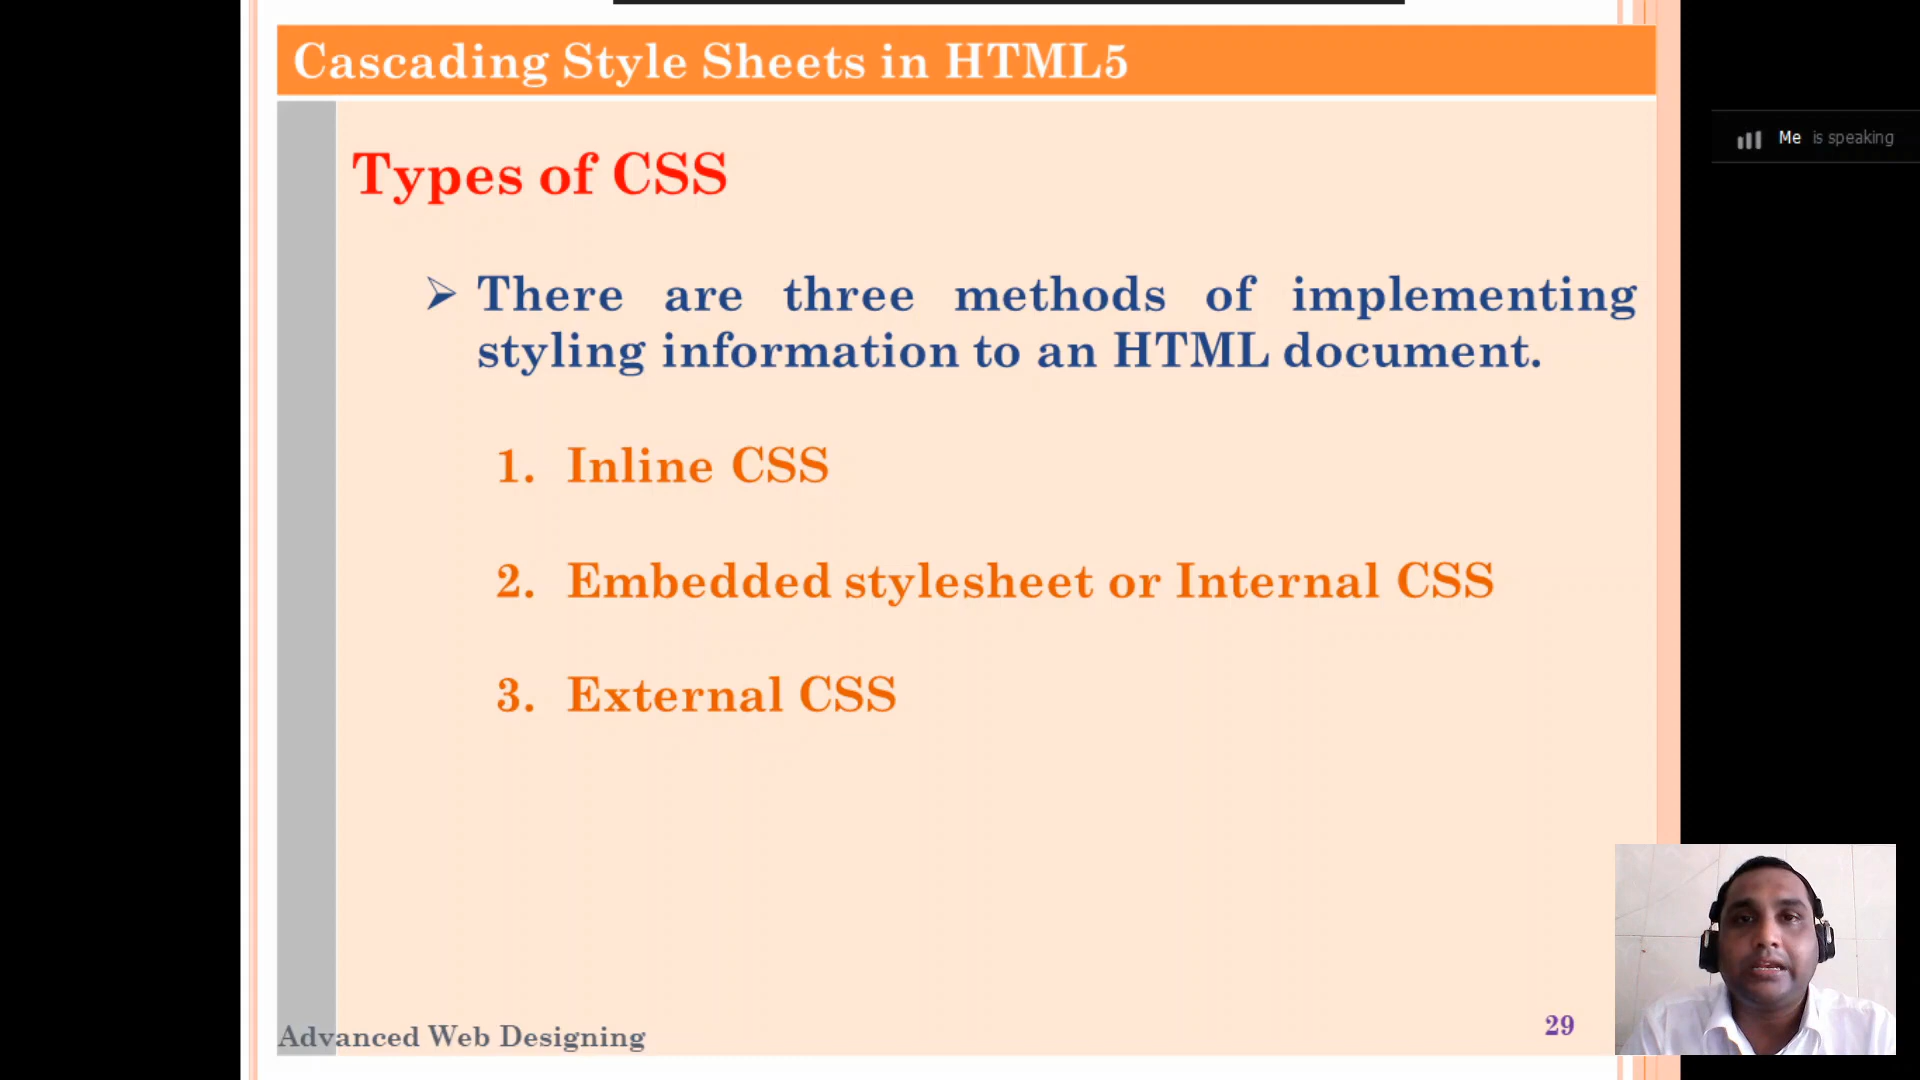 Cascading Style Sheets in HTML5
Me is speaking
Types of CSS
➢ There are three methods of implementing
styling information to an HTML document.
1. Inline CSS
2. Embedded stylesheet or Internal CSS
3. External CSS
Advanced Web Designing
29